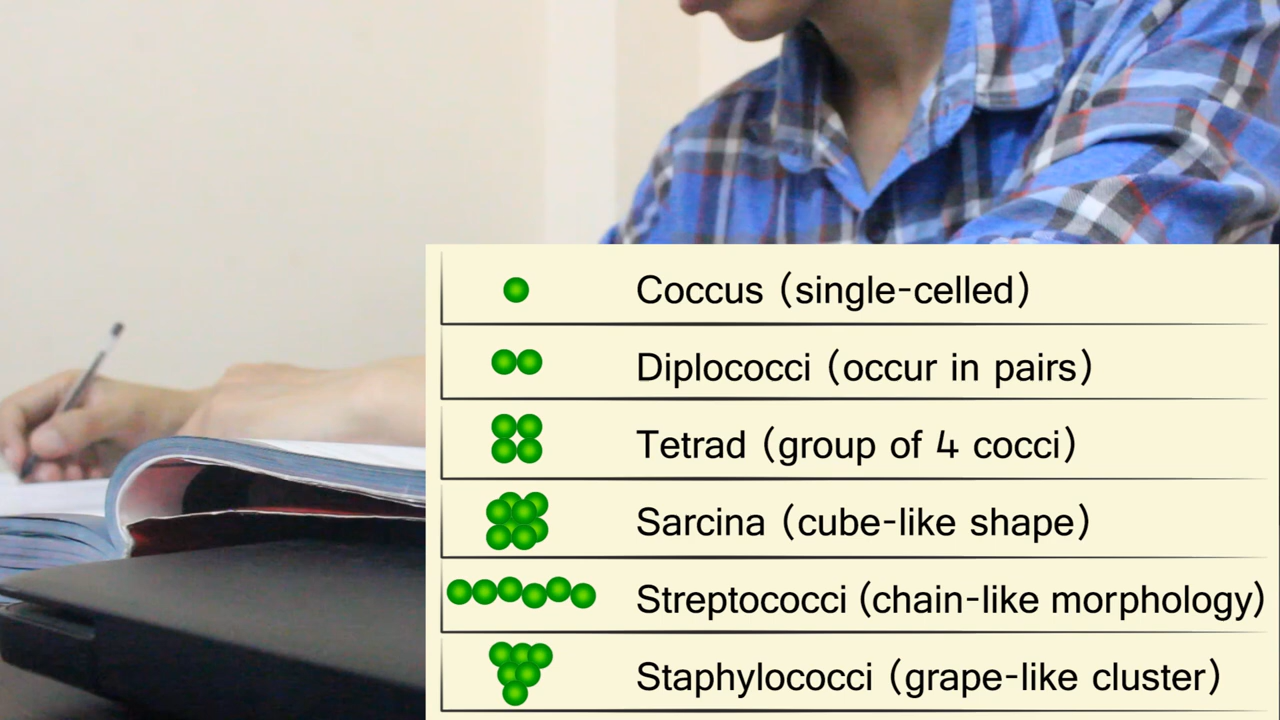 Coccus (single-celled)
Diplococci (occur in pairs)
Tetrad (group of 4 cocci)
Sarcina (cube-like shape)
Streptococci (chain-like morphology)
Staphylococci (grape-like cluster)